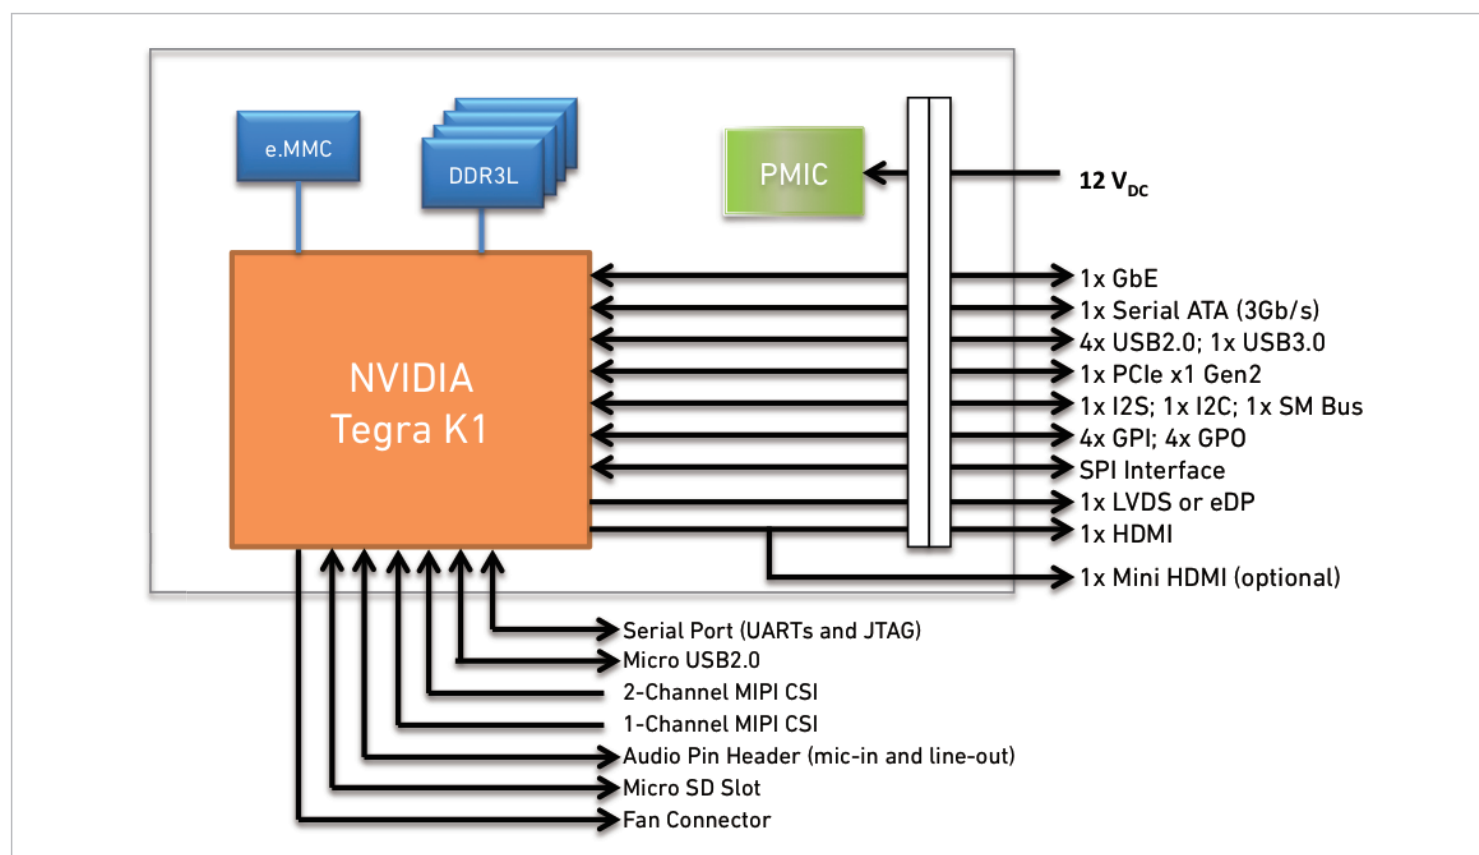 e.MMC
DDR3L
PMIC
12 VDC
NVIDIA
Tegra K1
1x GbE
1x Serial ATA (3Gb/s)
4x USB2.0; 1x USB3.0
1x PCIe x1 Gen2
1x I2S; 1x I2C; 1x SM Bus
4x GPI; 4x GPO
SPI Interface
1x LVDS or eDP
1x HDMI
1x Mini HDMI (optional)
Serial Port (UARTs and JTAG)
Micro USB2.0
2-Channel MIPI CSI
1-Channel MIPI CSI
Audio Pin Header (mic-in and line-out)
Micro SD Slot
Fan Connector